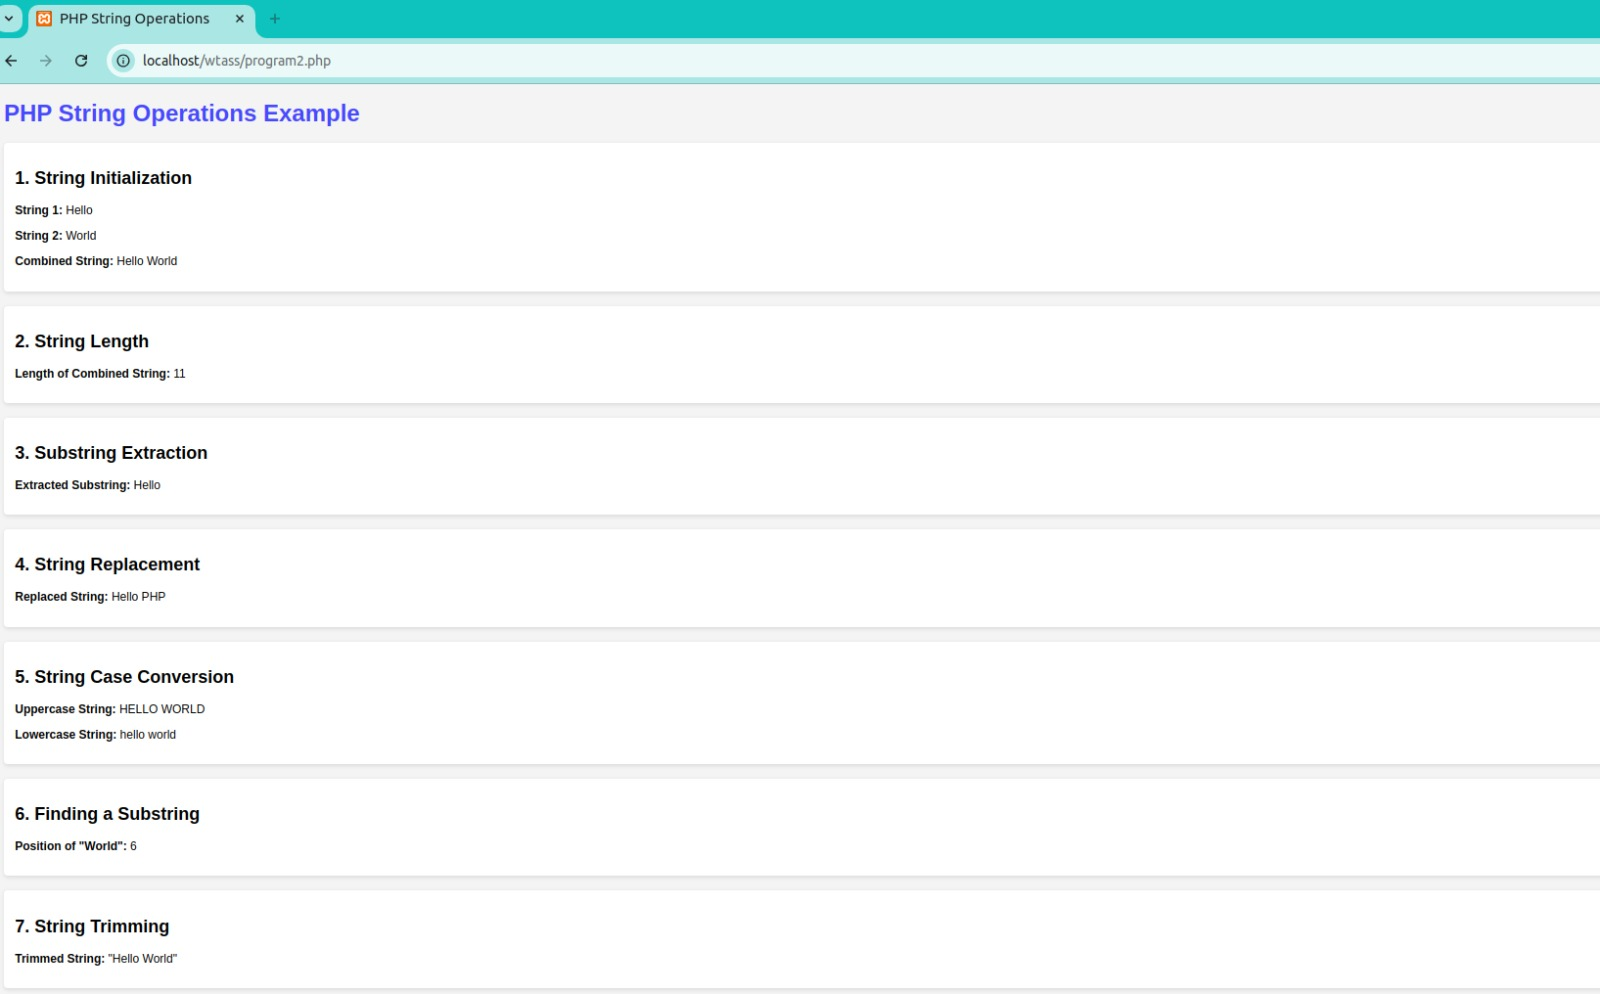 PHP String Operations
localhost/wtass/program2.php
PHP String Operations Example
1. String Initialization
String 1: Hello
String 2: World
Combined String: Hello World
2. String Length
Length of Combined String: 11
3. Substring Extraction
Extracted Substring: Hello
4. String Replacement
Replaced String: Hello PHP
5. String Case Conversion
Uppercase String: HELLO WORLD
Lowercase String: hello world
6. Finding a Substring
Position of "World": 6
7. String Trimming
Trimmed String: "Hello World"